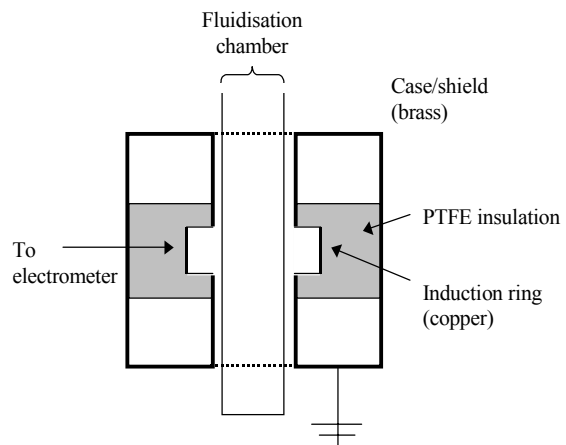 Fluidisation
chamber
Case/shield
(brass)
PTFE insulation
To
electrometer
Induction ring
(copper)